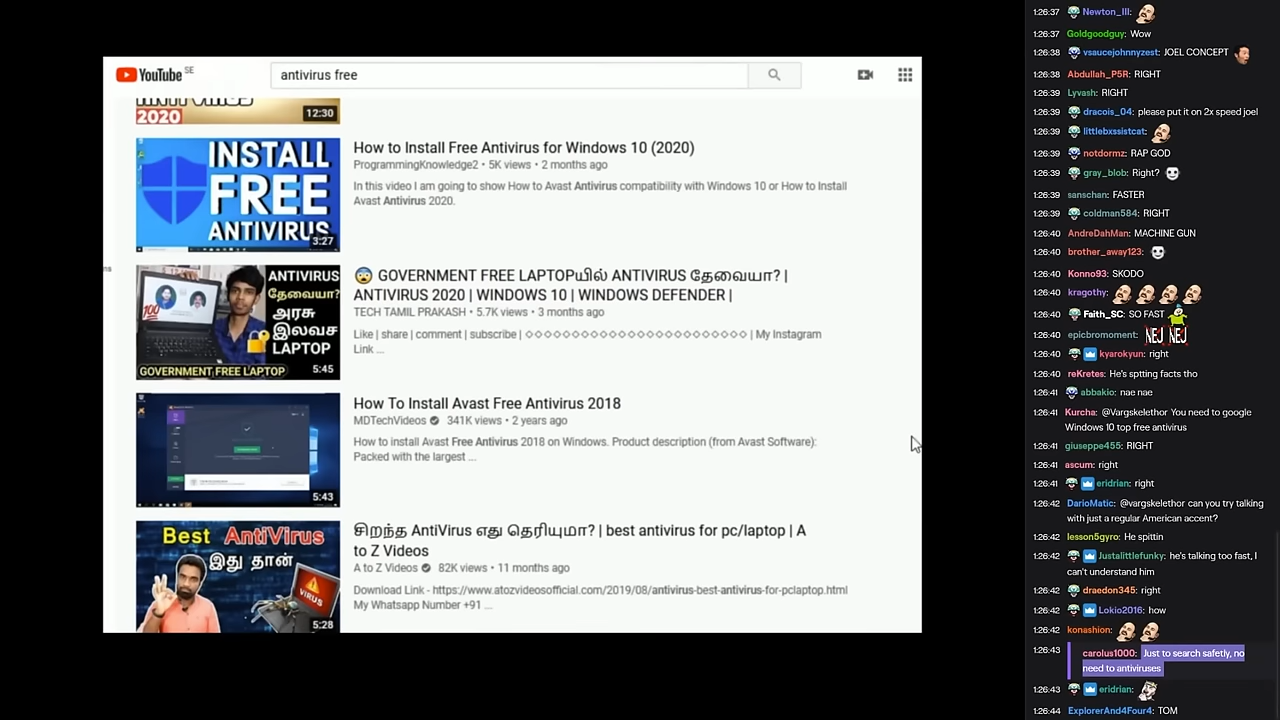 YouTube SE
antivirus free
2020
12:30
INSTALL
FREE
ANTIVIRUS
3:27
How to Install Free Antivirus for Windows 10 (2020)
ProgrammingKnowledge2 • 5K views • 2 months ago
In this video I am going to show How to Avast Antivirus compatibility with Windows 10 or How to Install
Avast Antivirus 2020.
ns
ANTIVIRUS
தேவையா?
அரசு
இலவச
LAPTOP
100
GOVERNMENT FREE LAPTOP
5:45
😨 GOVERNMENT FREE LAPTOPயில் ANTIVIRUS தேவையா? |
ANTIVIRUS 2020 | WINDOWS 10 | WINDOWS DEFENDER |
TECH TAMIL PRAKASH • 5.7K views • 3 months ago
Like | share | comment | subscribe | ◇◇◇◇◇◇◇◇◇◇◇◇◇◇◇◇◇◇◇◇◇◇◇◇ | My Instagram
Link ...
5:43
How To Install Avast Free Antivirus 2018
MDTechVideos • 341K views • 2 years ago
How to install Avast Free Antivirus 2018 on Windows. Product description (from Avast Software):
Packed with the largest ...
Best AntiVirus
இது தான்
VIRUS
5:28
சிறந்த AntiVirus எது தெரியுமா? | best antivirus for pc/laptop | A
to Z Videos
A to Z Videos • 82K views • 11 months ago
Download Link - https://www.atozvideosofficial.com/2019/08/antivirus-best-antivirus-for-pclaptop.html
My Whatsapp Number +91 ...
1:26:37 Newton_III:
1:26:37 Goldgoodguy: Wow
1:26:38 vsaucejohnnyzest: JOEL CONCEPT
1:26:38 Abdullah_P5R: RIGHT
1:26:39 Lyvash: RIGHT
1:26:39 dracois_04: please put it on 2x speed joel
1:26:39 littlebxssistcat:
1:26:39 notdormz: RAP GOD
1:26:39 gray_blob: Right?
1:26:39 sanschan: FASTER
1:26:39 coldman584: RIGHT
1:26:40 AndreDahMan: MACHINE GUN
1:26:40 brother_away123:
1:26:40 Konno93: SKODO
1:26:40 kragothy:
1:26:40 Faith_SC: SO FAST
1:26:40 epicbromoment: NEJ NEJ
1:26:40 kyarokyun: right
1:26:40 reKretes: He's sptting facts tho
1:26:41 abbakio: nae nae
1:26:41 Kurcha: @Vargskelethor You need to google
Windows 10 top free antivirus
1:26:41 giuseppe455: RIGHT
1:26:41 ascum: right
1:26:41 eridrian: right
1:26:42 DarioMatic: @vargskelethor can you try talking
with just a regular American accent?
1:26:42 lesson5gyro: He spittin
1:26:42 Justalittlefunky: he's talking too fast, I
can't understand him
1:26:42 draedon345: right
1:26:42 Lokio2016: how
1:26:42 konashion:
1:26:43 carolus1000: Just to search safetly, no
need to antiviruses
1:26:43 eridrian:
1:26:44 ExplorerAnd4Four4: TOM